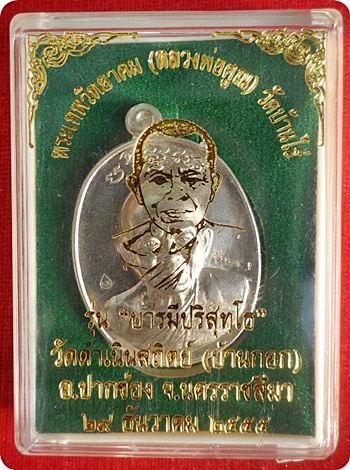 พระเทพวิทยาคม (หลวงพ่อคูณ) วัดบ้านไร่
รุ่น "บารมีปริสุทฺโธ"
วัดดำเนินสถิตย์ (บ้านกอก)
อ.ปากช่อง จ.นครราชสีมา
๒๙ ธันวาคม ๒๕๕๕